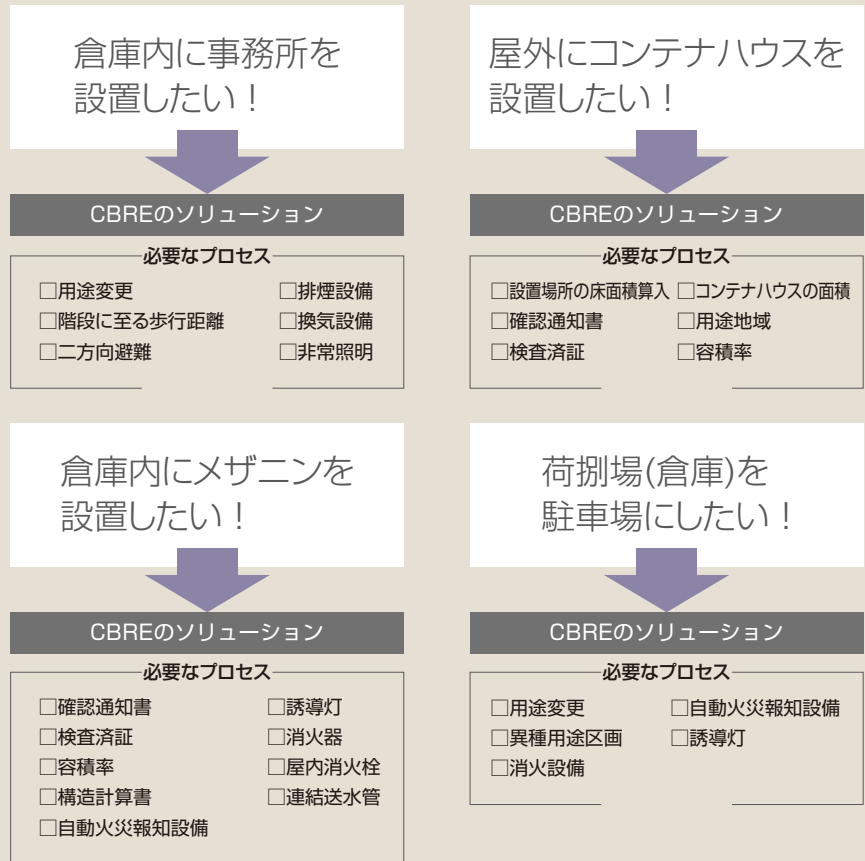 倉庫内に事務所を
設置したい！
CBREのソリューション
必要なプロセス
□用途変更
□階段に至る歩行距離
□二方向避難
□排煙設備
□換気設備
□非常照明
屋外にコンテナハウスを
設置したい！
CBREのソリューション
必要なプロセス
□設置場所の床面積算入
□確認通知書
□検査済証
□コンテナハウスの面積
□用途地域
□容積率
倉庫内にメザニンを
設置したい！
CBREのソリューション
必要なプロセス
□確認通知書
□検査済証
□容積率
□構造計算書
□自動火災報知設備
□誘導灯
□消火器
□屋内消火栓
□連結送水管
荷捌場(倉庫)を
駐車場にしたい！
CBREのソリューション
必要なプロセス
□用途変更
□異種用途区画
□消火設備
□自動火災報知設備
□誘導灯